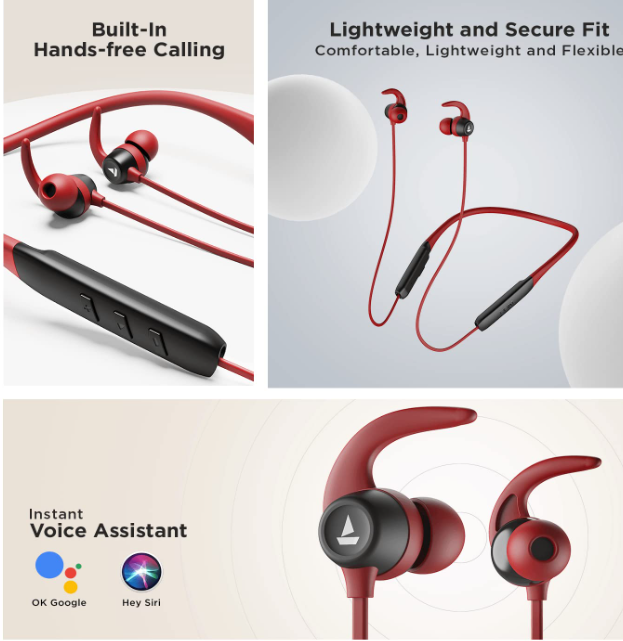 Built-In
Hands-free Calling
Lightweight and Secure Fit
Comfortable, Lightweight and Flexible
Instant
Voice Assistant
OK Google
Hey Siri